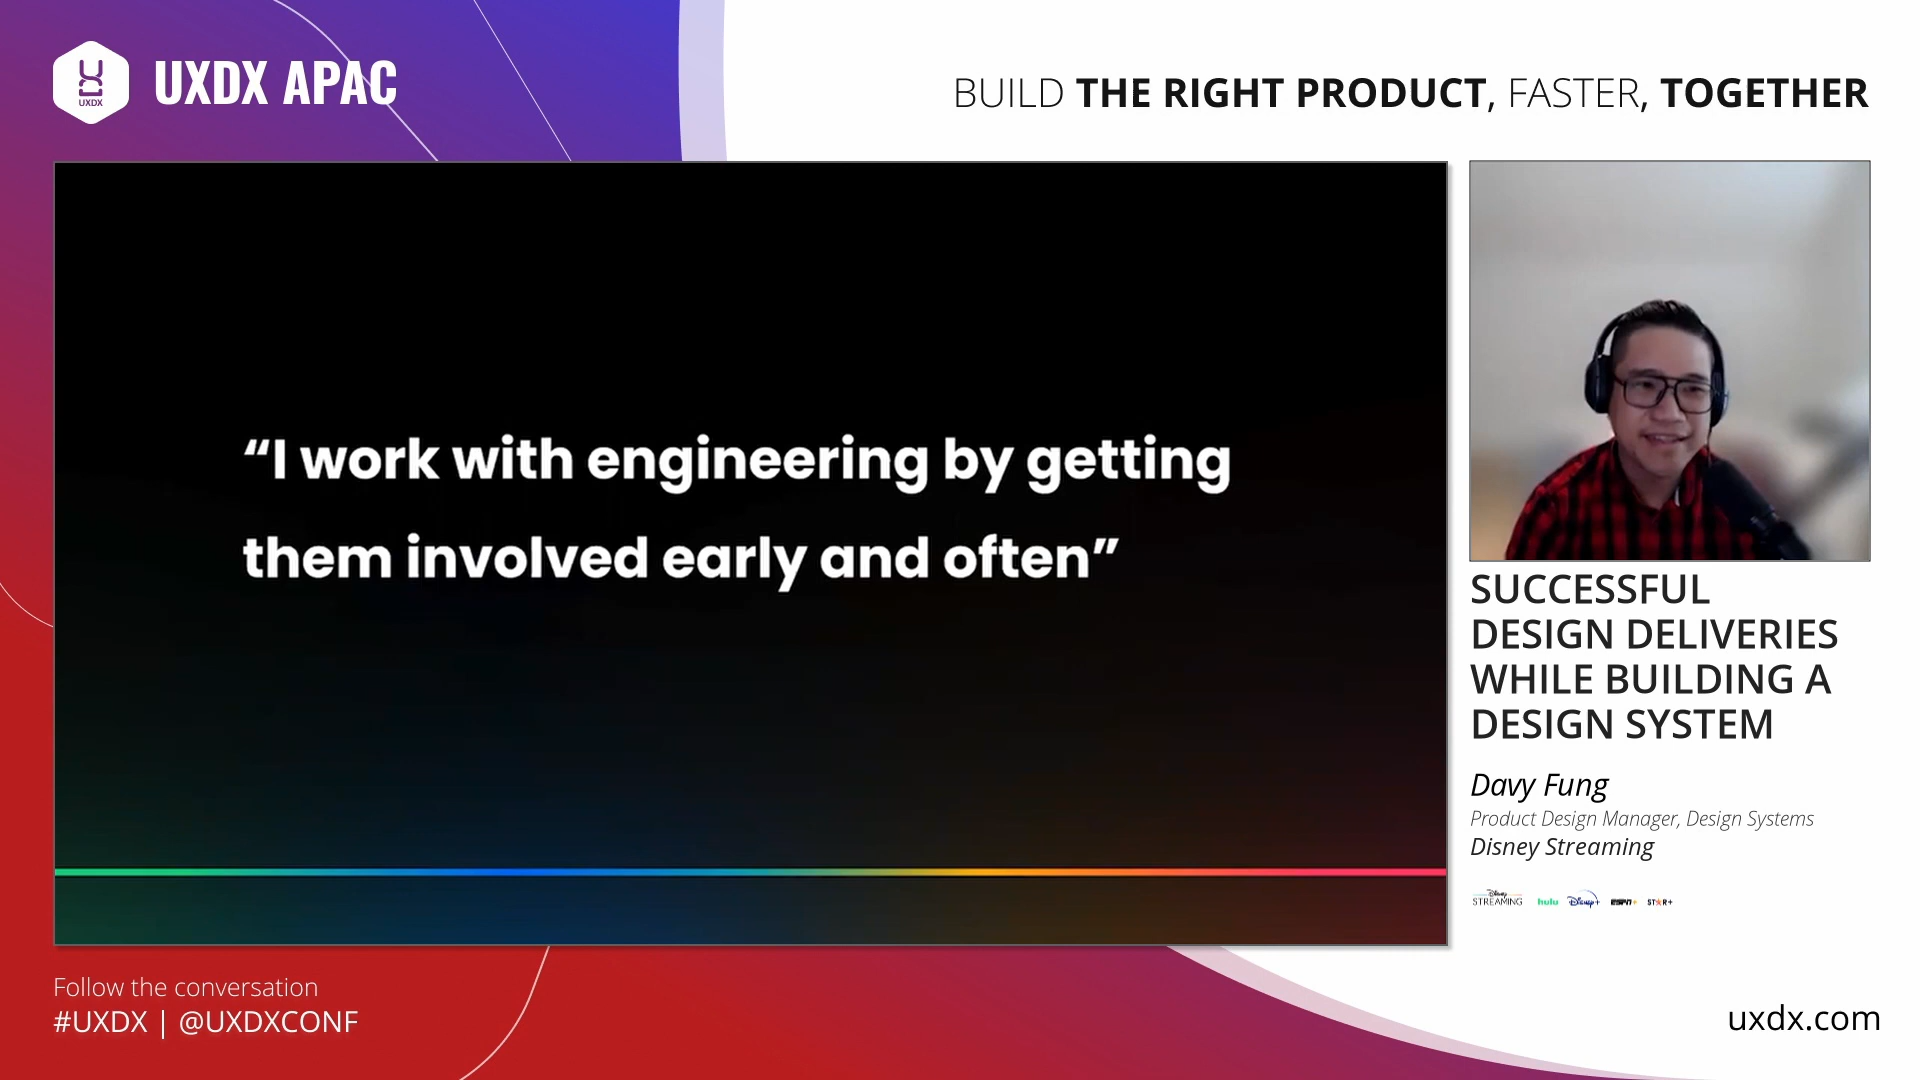 UXDX
UXDX APAC
BUILD THE RIGHT PRODUCT, FASTER, TOGETHER
“I work with engineering by getting
them involved early and often”
SUCCESSFUL
DESIGN DELIVERIES
WHILE BUILDING A
DESIGN SYSTEM
Davy Fung
Product Design Manager, Design Systems
Disney Streaming
Disney
STREAMING
hulu
Disney+
ESPN+
STAR+
Follow the conversation
#UXDX | @UXDXCONF
uxdx.com